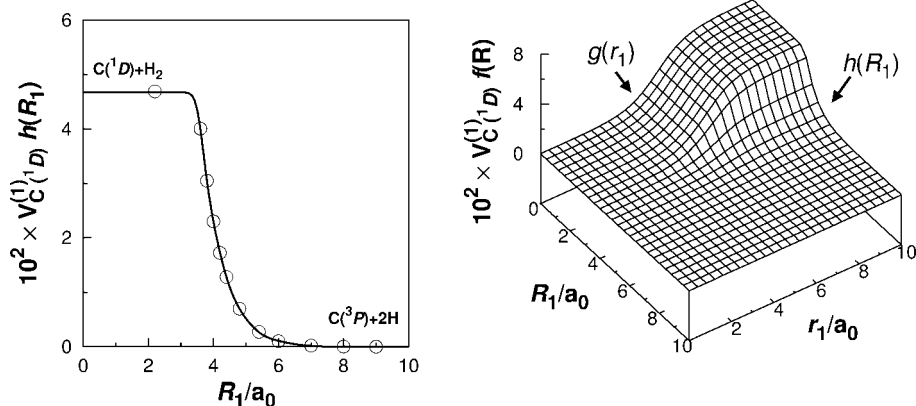 10² × V_C(¹D)^(1) h(R₁)
6
4
2
0
C(¹D)+H₂
C(³P)+2H
0 2 4 6 8 10
R₁/a₀
10² × V_C(¹D)^(1) f(R)
8
4
0
g(r₁)
h(R₁)
0
2
4
6
8
10
R₁/a₀
2
4
6
8
10
r₁/a₀